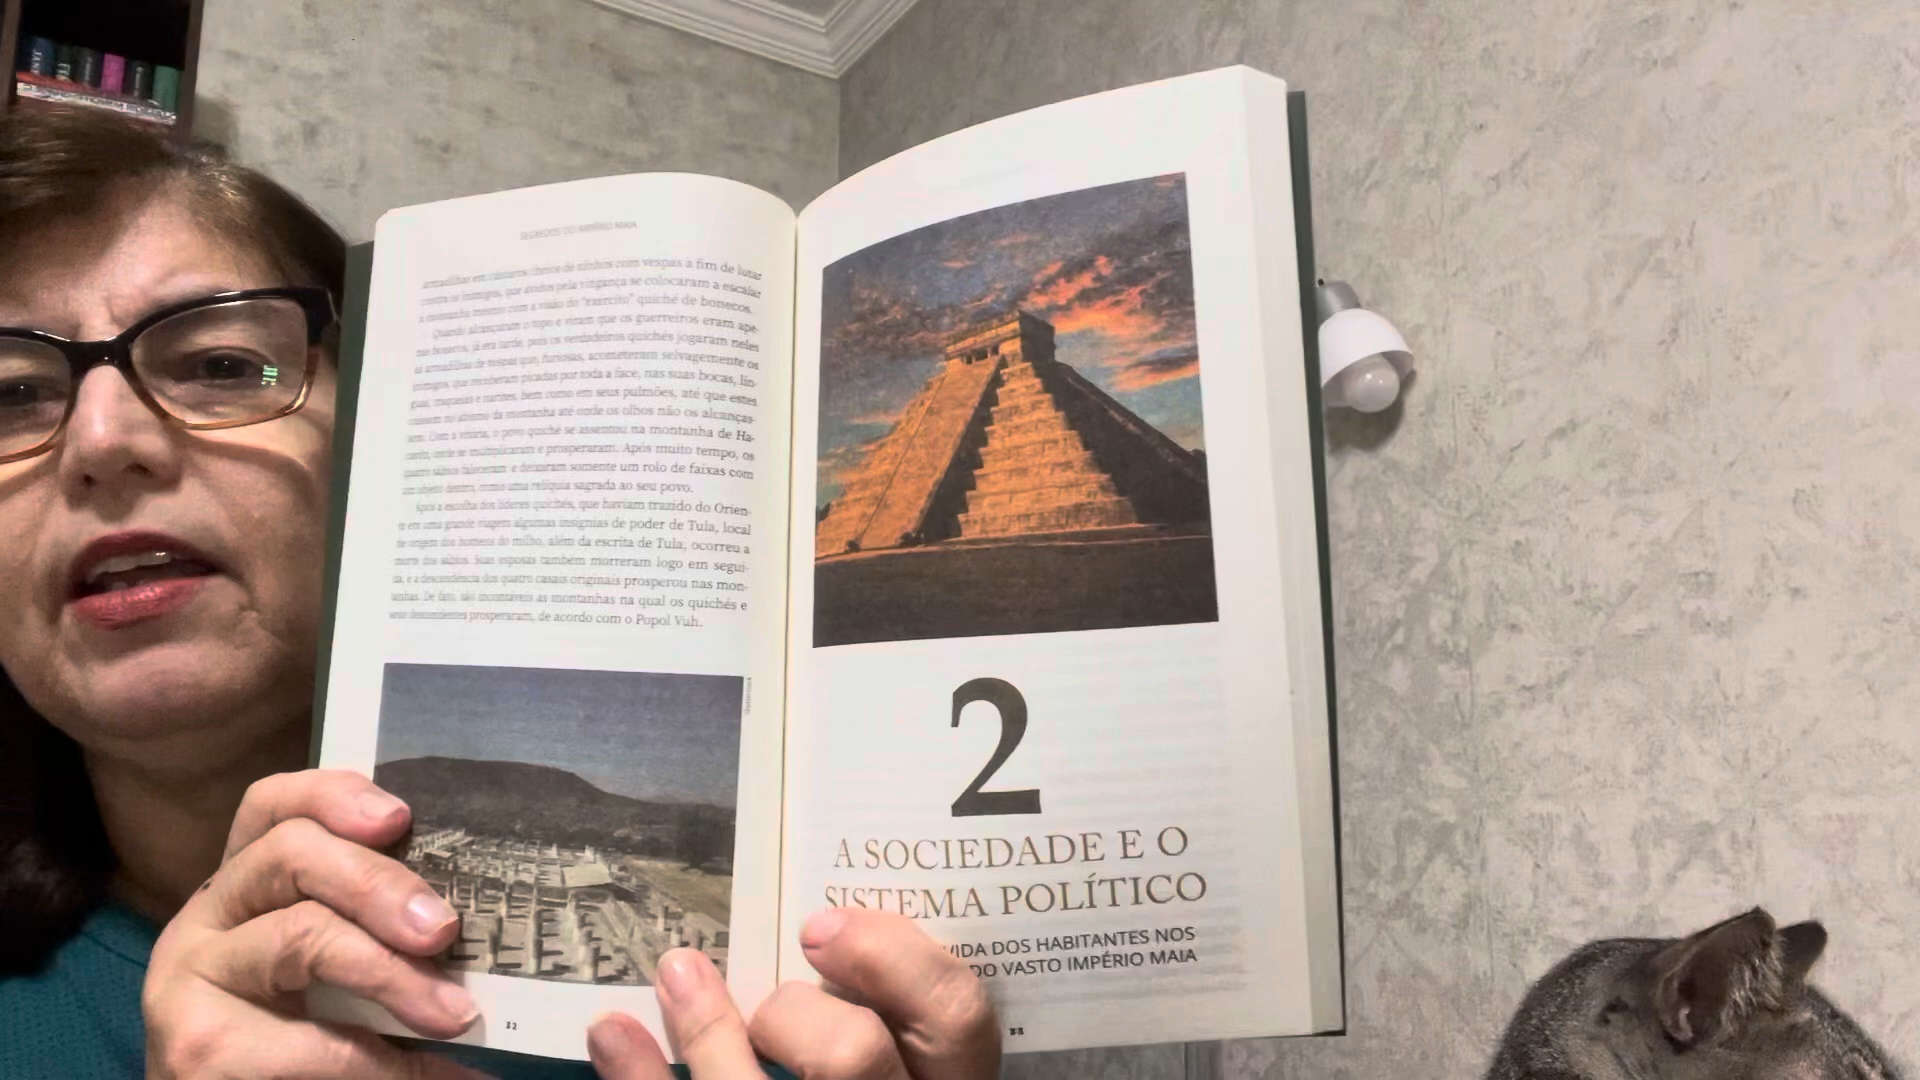 SEGREDOS DO IMPÉRIO MAIA
armadilhas em cântaros cheios de ninhos com vespas a fim de lutar
contra os inimigos, que ávidos pela vingança se colocaram a escalar
a montanha mesmo com a visão do "exército" quiché de bonecos.
Quando alcançaram o topo e viram que os guerreiros eram ape-
nas bonecos, já era tarde, pois os verdadeiros quichés jogaram neles
as armadilhas de vespas que, furiosas, acometeram selvagemente os
inimigos, que receberam picadas por toda a face, nas suas bocas, lín-
guas, traqueias e narizes, bem como em seus pulmões, até que estes
caíssem no abismo da montanha até onde os olhos não os alcanças-
sem. Com a vitória, o povo quiché se assentou na montanha de Ha-
onde se multiplicaram e prosperaram. Após muito tempo, os
quatro sábios faleceram e deixaram somente um rolo de faixas com
um objeto dentro, como uma relíquia sagrada ao seu povo.
Após a escolha dos líderes quichés, que haviam trazido do Orien-
te em uma grande viagem algumas insígnias de poder de Tula, local
de origem dos homens do milho, além da escrita de Tula, ocorreu a
morte dos sábios. Suas esposas também morreram logo em segui-
da, e a descendência dos quatro casais originais prosperou nas mon-
tanhas. De fato, são incontáveis as montanhas na qual os quichés e
seus descendentes prosperaram, de acordo com o Popol Vuh.
32
2
A SOCIEDADE E O
SISTEMA POLÍTICO
VIDA DOS HABITANTES NOS
DO VASTO IMPÉRIO MAIA